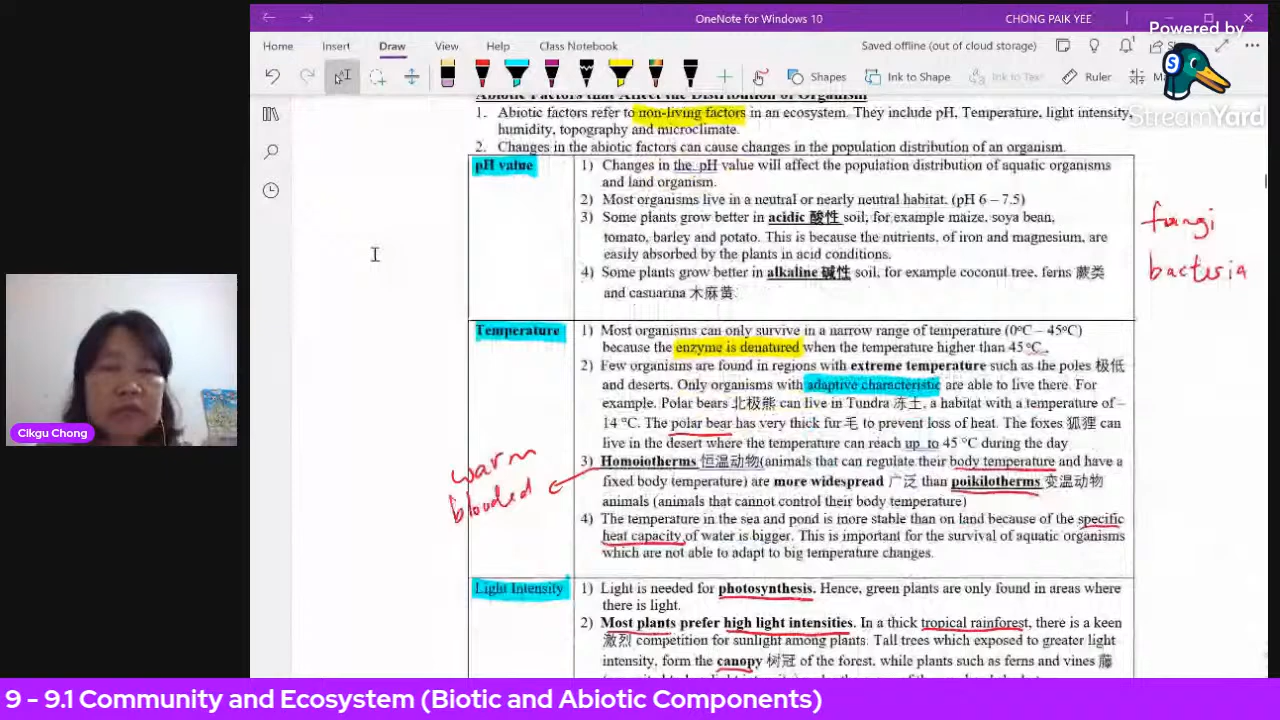 OneNote for Windows 10
CHONG PAIK YEE
Powered by
Home Insert Draw View Help Class Notebook
Saved offline (out of cloud storage)
Shapes Ink to Shape Ink to Text Ruler
StreamYard
Abiotic Factors that Affect the Distribution of Organism
1. Abiotic factors refer to non-living factors in an ecosystem. They include pH, Temperature, light intensity,
humidity, topography and microclimate.
2. Changes in the abiotic factors can cause changes in the population distribution of an organism.
pH value
1) Changes in the pH value will affect the population distribution of aquatic organisms
and land organism.
2) Most organisms live in a neutral or nearly neutral habitat. (pH 6 – 7.5)
3) Some plants grow better in acidic 酸性 soil, for example maize, soya bean,
tomato, barley and potato. This is because the nutrients, of iron and magnesium, are
easily absorbed by the plants in acid conditions.
4) Some plants grow better in alkaline 碱性 soil, for example coconut tree, ferns 蕨类
and casuarina 木麻黄.
fungi
bacteria
Temperature
1) Most organisms can only survive in a narrow range of temperature (0°C – 45°C)
because the enzyme is denatured when the temperature higher than 45 °C.
2) Few organisms are found in regions with extreme temperature such as the poles 极低
and deserts. Only organisms with adaptive characteristic are able to live there. For
example. Polar bears 北极熊 can live in Tundra 冻土, a habitat with a temperature of –
14 °C. The polar bear has very thick fur 毛 to prevent loss of heat. The foxes 狐狸 can
live in the desert where the temperature can reach up to 45 °C during the day
3) Homoiotherms 恒温动物(animals that can regulate their body temperature and have a
fixed body temperature) are more widespread 广泛 than poikilotherms 变温动物
animals (animals that cannot control their body temperature)
4) The temperature in the sea and pond is more stable than on land because of the specific
heat capacity of water is bigger. This is important for the survival of aquatic organisms
which are not able to adapt to big temperature changes.
warm
blooded
Light Intensity
1) Light is needed for photosynthesis. Hence, green plants are only found in areas where
there is light.
2) Most plants prefer high light intensities. In a thick tropical rainforest, there is a keen
激烈 competition for sunlight among plants. Tall trees which exposed to greater light
intensity, form the canopy 树冠 of the forest, while plants such as ferns and vines 藤
Cikgu Chong
9 - 9.1 Community and Ecosystem (Biotic and Abiotic Components)